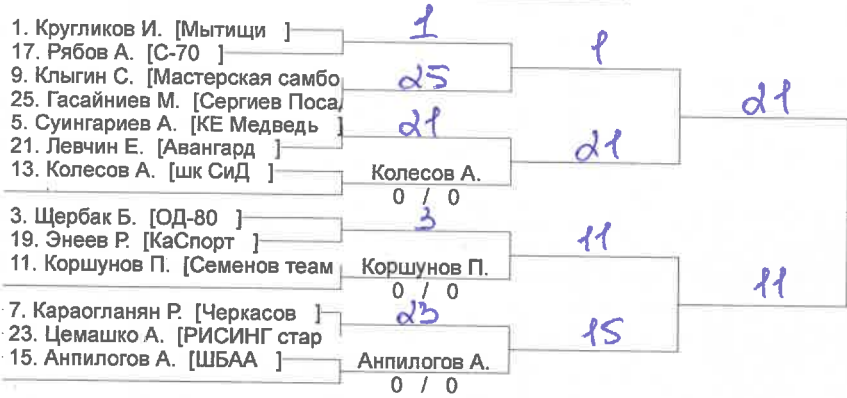 1
1. Кругликов И. [Мытищи ]
1
17. Рябов А. [С-70 ]
9. Клыгин С. [Мастерская самбо
25
21
25. Гасайниев М. [Сергиев Поса
5. Суингариев А. [КЕ Медведь ]
21
21. Левчин Е. [Авангард ]
21
13. Колесов А. [шк СиД ]
Колесов А.
0 / 0
3. Щербак Б. [ОД-80 ]
3
19. Энеев Р. [КаСпорт ]
11
11. Коршунов П. [Семенов теам
Коршунов П.
0 / 0
11
7. Караогланян Р. [Черкасов ]
23
23. Цемашко А. [РИСИНГ стар
15
15. Анпилогов А. [ШБАА ]
Анпилогов А.
0 / 0